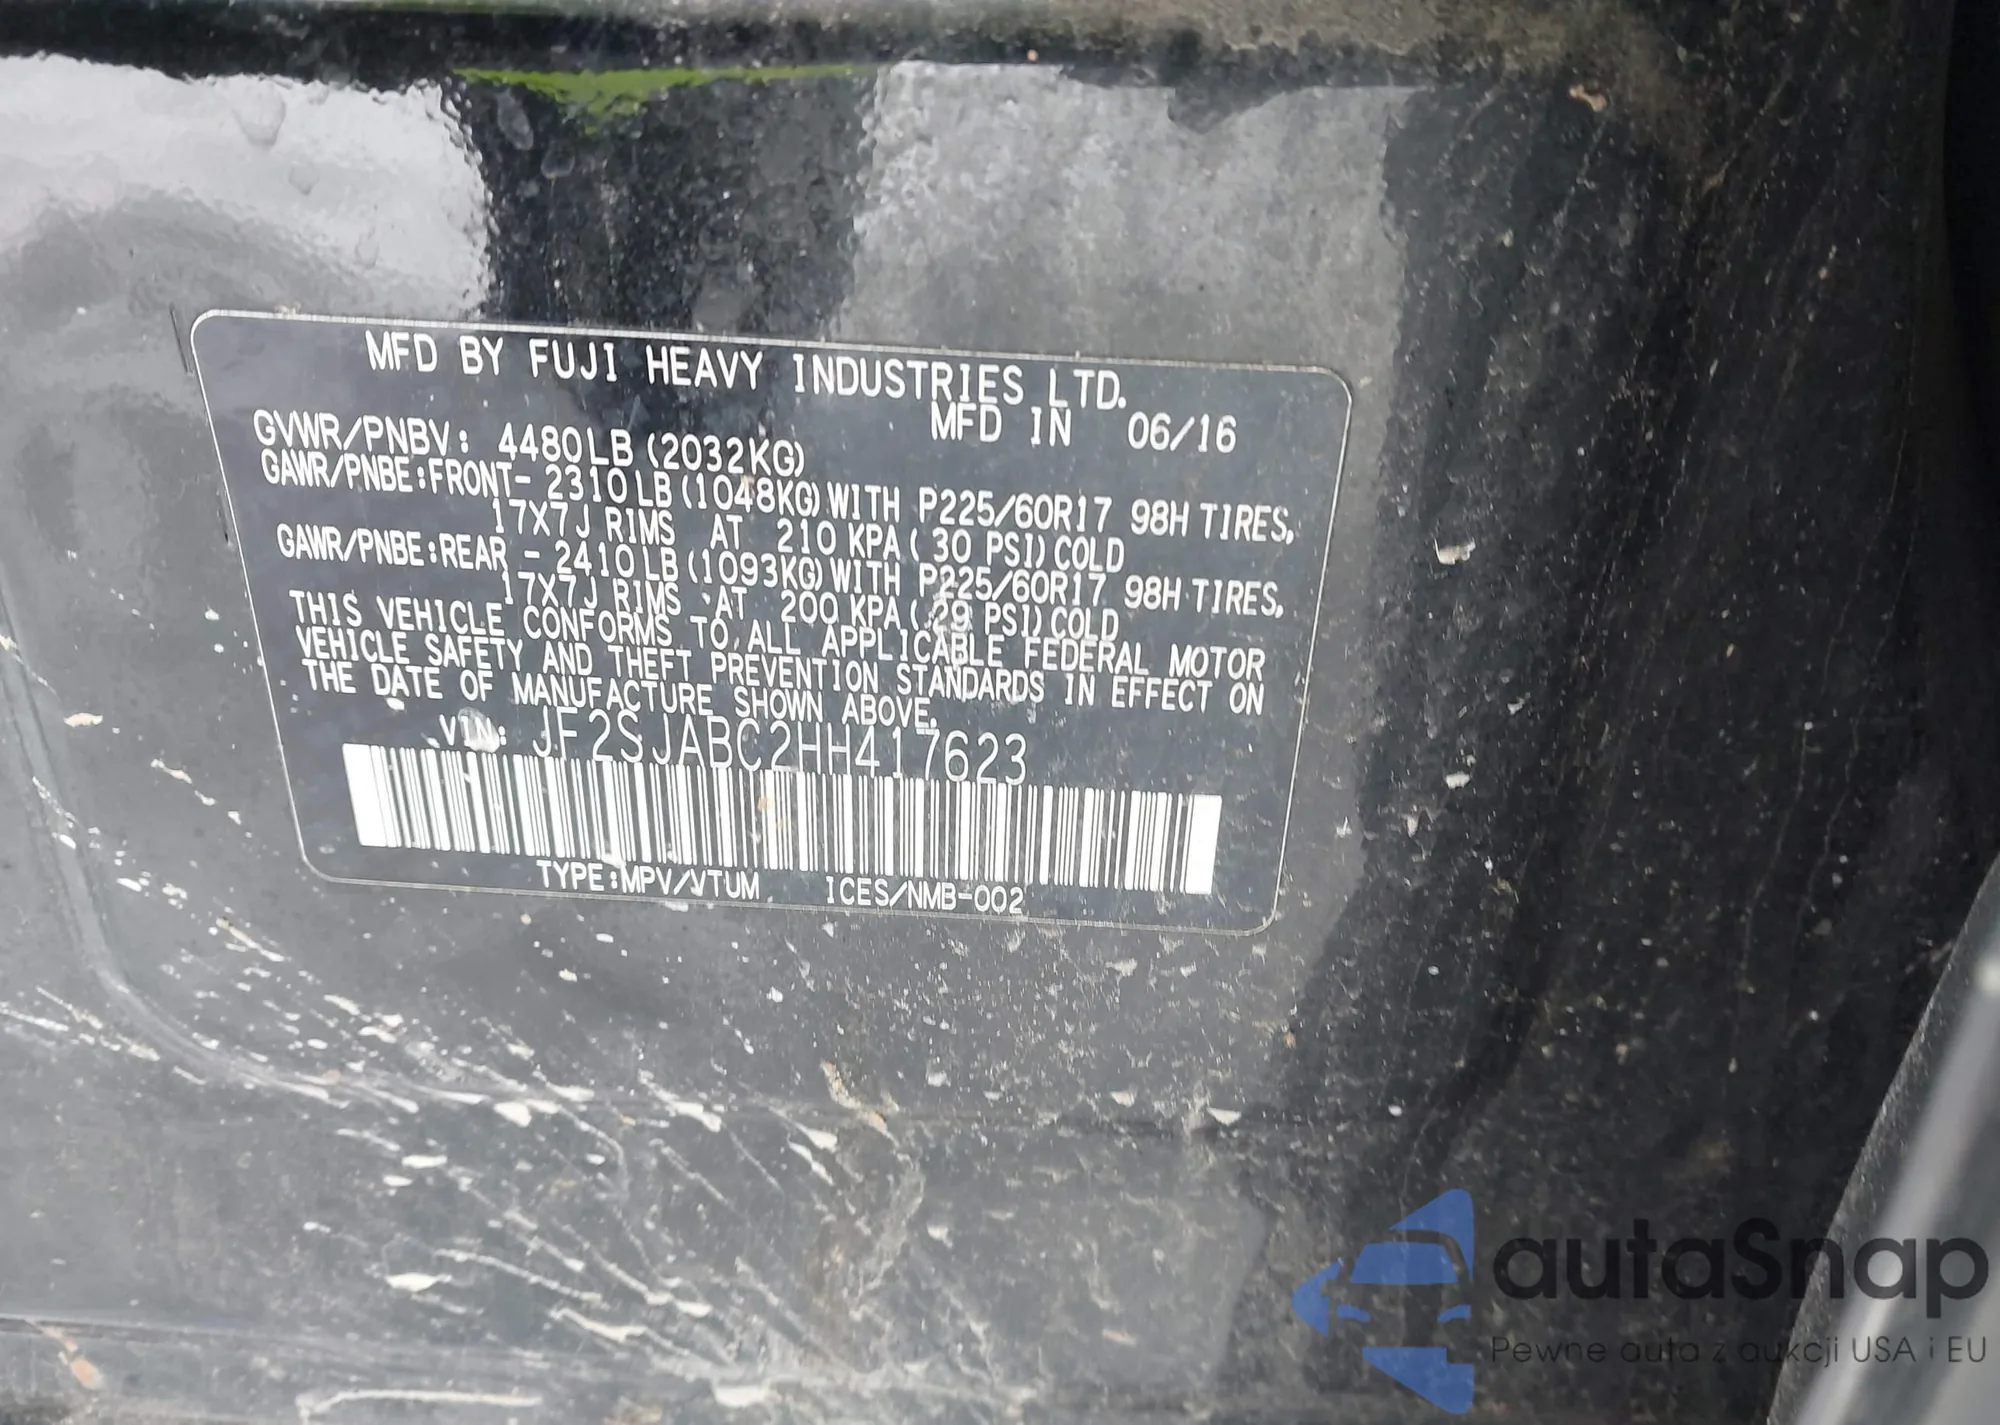 MFD BY FUJI HEAVY INDUSTRIES LTD.
MFD IN 06/16
GVWR/PNBV: 4480LB (2032KG)
GAWR/PNBE:FRONT- 2310LB(1048KG)WITH P225/60R17 98H TIRES,
17X7J RIMS AT 210 KPA( 30 PSI)COLD
GAWR/PNBE:REAR - 2410LB(1093KG)WITH P225/60R17 98H TIRES,
17X7J RIMS AT 200 KPA( 29 PSI)COLD
THIS VEHICLE CONFORMS TO ALL APPLICABLE FEDERAL MOTOR
VEHICLE SAFETY AND THEFT PREVENTION STANDARDS IN EFFECT ON
THE DATE OF MANUFACTURE SHOWN ABOVE.
VIN: JF2SJABC2HH417623
TYPE:MPV/VTUM ICES/NMB-002
autaSnap
Pewne auta z aukcji USA i EU